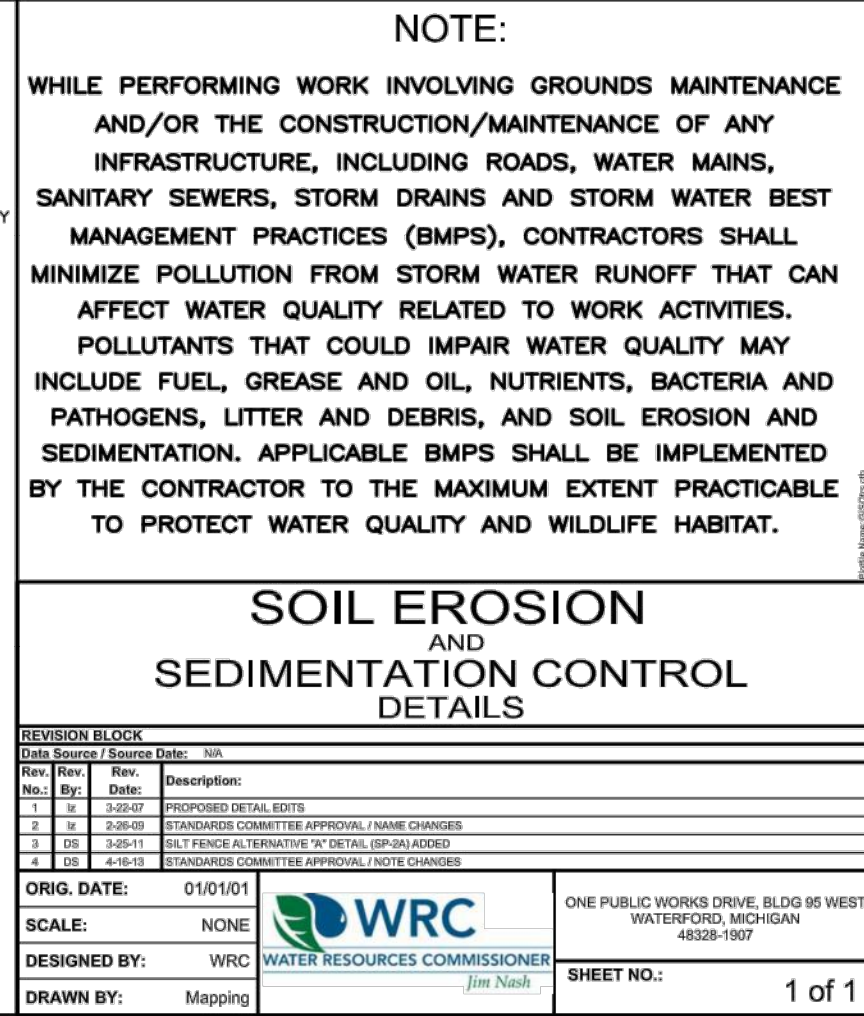 NOTE:
WHILE PERFORMING WORK INVOLVING GROUNDS MAINTENANCE
AND/OR THE CONSTRUCTION/MAINTENANCE OF ANY
INFRASTRUCTURE, INCLUDING ROADS, WATER MAINS,
SANITARY SEWERS, STORM DRAINS AND STORM WATER BEST
MANAGEMENT PRACTICES (BMPS), CONTRACTORS SHALL
MINIMIZE POLLUTION FROM STORM WATER RUNOFF THAT CAN
AFFECT WATER QUALITY RELATED TO WORK ACTIVITIES.
POLLUTANTS THAT COULD IMPAIR WATER QUALITY MAY
INCLUDE FUEL, GREASE AND OIL, NUTRIENTS, BACTERIA AND
PATHOGENS, LITTER AND DEBRIS, AND SOIL EROSION AND
SEDIMENTATION. APPLICABLE BMPS SHALL BE IMPLEMENTED
BY THE CONTRACTOR TO THE MAXIMUM EXTENT PRACTICABLE
TO PROTECT WATER QUALITY AND WILDLIFE HABITAT.
Y
SOIL EROSION
AND
SEDIMENTATION CONTROL
DETAILS
REVISION BLOCK
Data Source / Source Date: N/A
Rev. No.: Rev. By: Rev. Date: Description:
1 lz 3-22-07 PROPOSED DETAIL EDITS
2 lz 2-26-09 STANDARDS COMMITTEE APPROVAL / NAME CHANGES
3 DS 3-25-11 SILT FENCE ALTERNATIVE "A" DETAIL (SP-2A) ADDED
4 DS 4-16-13 STANDARDS COMMITTEE APPROVAL / NOTE CHANGES
ORIG. DATE: 01/01/01
SCALE: NONE
DESIGNED BY: WRC
DRAWN BY: Mapping
WRC
WATER RESOURCES COMMISSIONER
Jim Nash
ONE PUBLIC WORKS DRIVE, BLDG 95 WEST
WATERFORD, MICHIGAN
48328-1907
SHEET NO.:
1 of 1